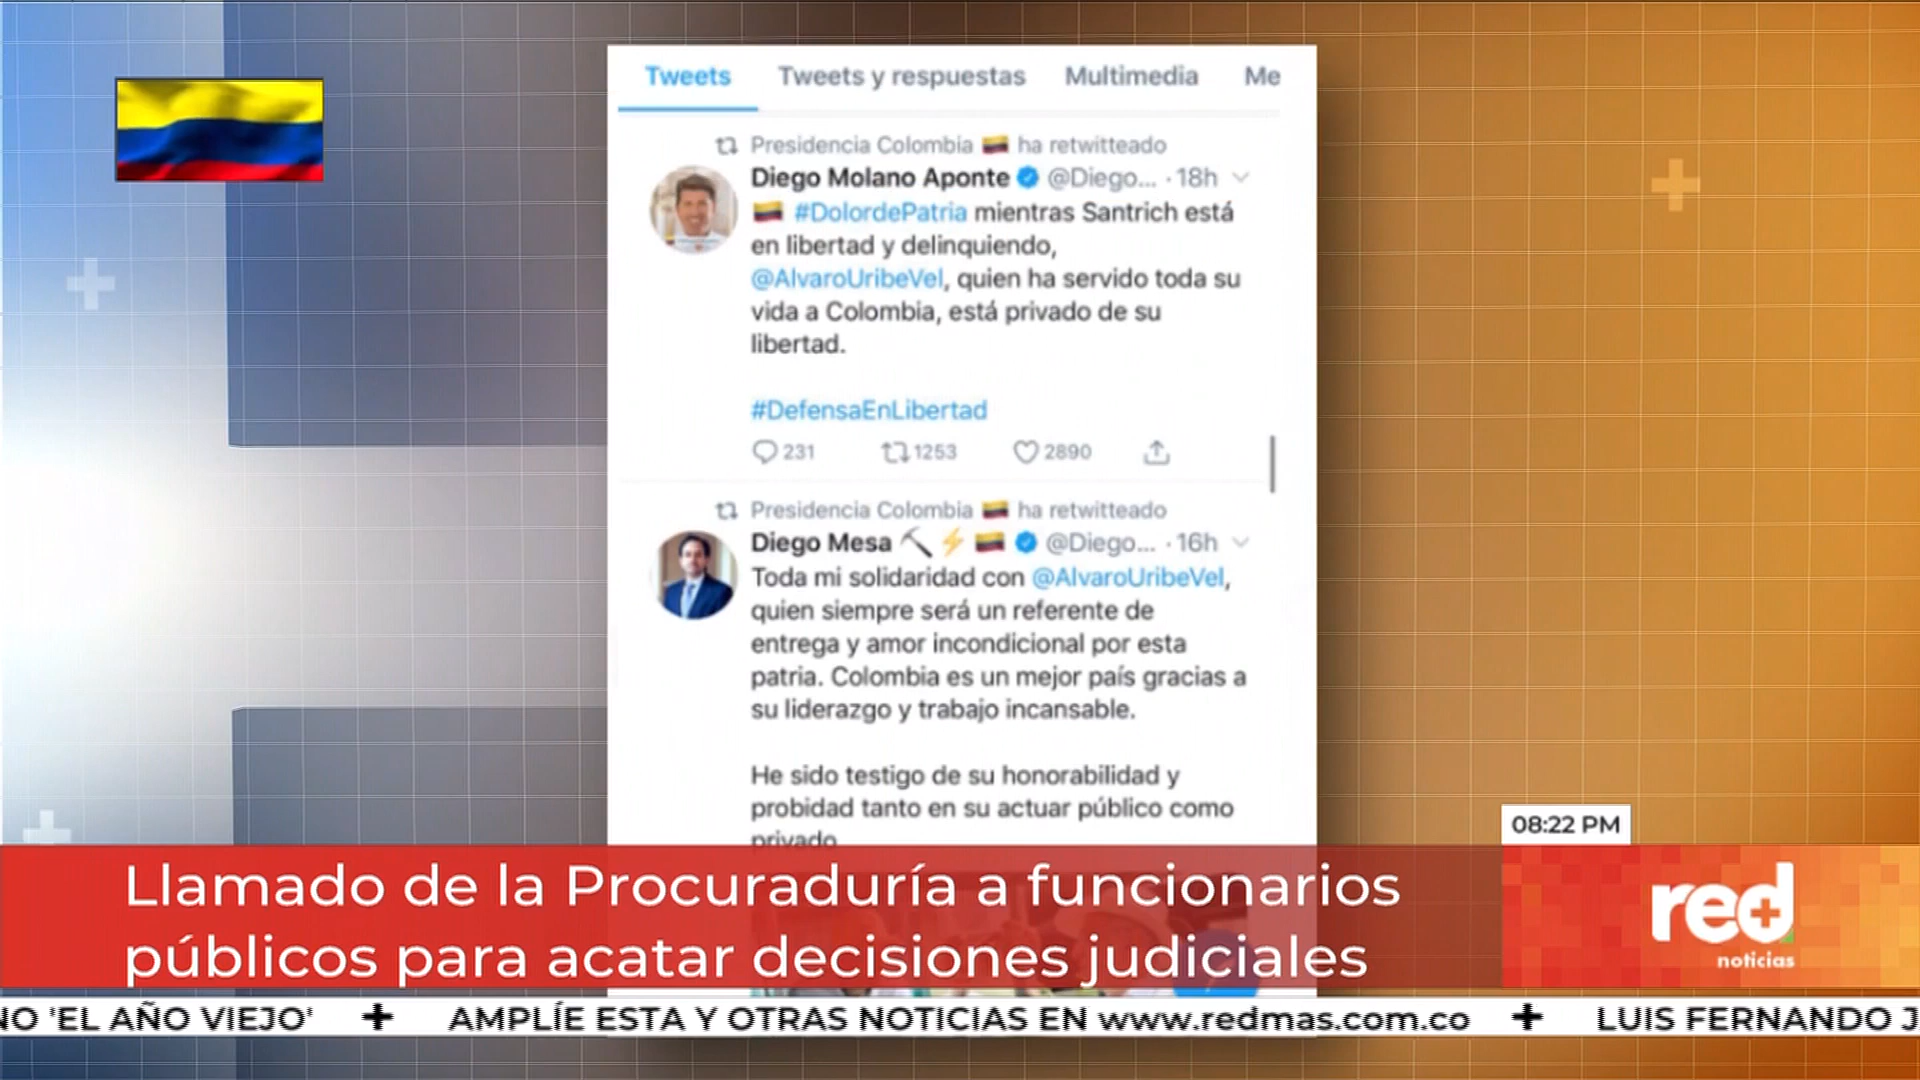 Tweets Tweets y respuestas Multimedia Me
Presidencia Colombia 🇨🇴 ha retwitteado
Diego Molano Aponte @Diego... · 18h
🇨🇴 #DolordePatria mientras Santrich está
en libertad y delinquiendo,
@AlvaroUribeVel, quien ha servido toda su
vida a Colombia, está privado de su
libertad.
#DefensaEnLibertad
231 1253 2890
Presidencia Colombia 🇨🇴 ha retwitteado
Diego Mesa ⛏⚡🇨🇴 @Diego... · 16h
Toda mi solidaridad con @AlvaroUribeVel,
quien siempre será un referente de
entrega y amor incondicional por esta
patria. Colombia es un mejor país gracias a
su liderazgo y trabajo incansable.
He sido testigo de su honorabilidad y
probidad tanto en su actuar público como
privado
08:22 PM
Llamado de la Procuraduría a funcionarios
públicos para acatar decisiones judiciales
red+
noticias
NO 'EL AÑO VIEJO' + AMPLÍE ESTA Y OTRAS NOTICIAS EN www.redmas.com.co + LUIS FERNANDO J